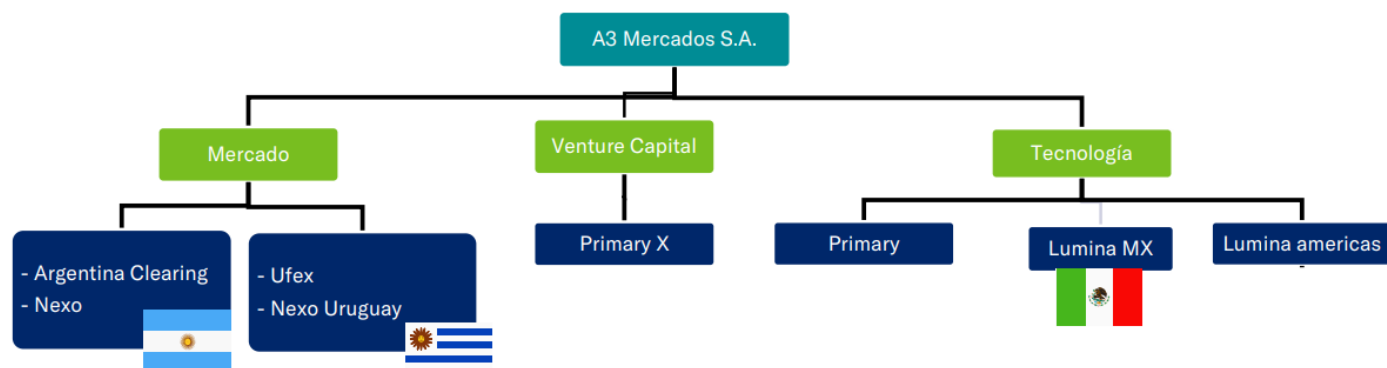 A3 Mercados S.A.
Mercado
Venture Capital
Tecnología
- Argentina Clearing
- Nexo
- Ufex
- Nexo Uruguay
Primary X
Primary
Lumina MX
Lumina americas